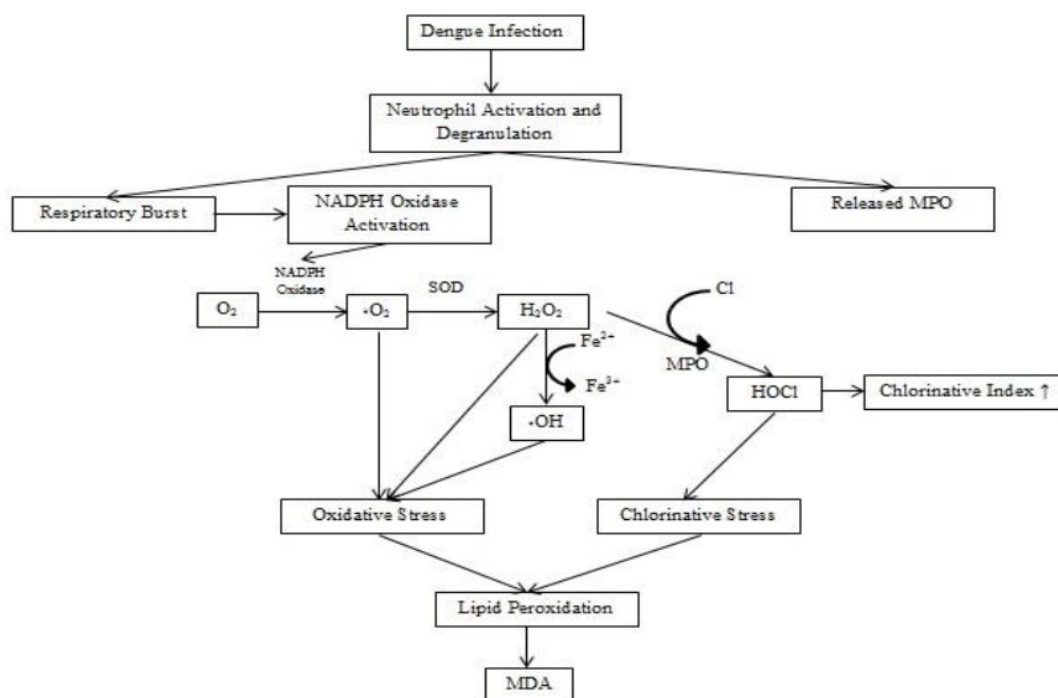 Dengue Infection
Neutrophil Activation and
Degranulation
Respiratory Burst
NADPH Oxidase
Activation
Released MPO
NADPH
Oxidase
SOD
Cl
O₂
•O₂
H₂O₂
Fe²⁺
MPO
Fe³⁺
HOCl
Chlorinative Index ↑
•OH
Oxidative Stress
Chlorinative Stress
Lipid Peroxidation
MDA